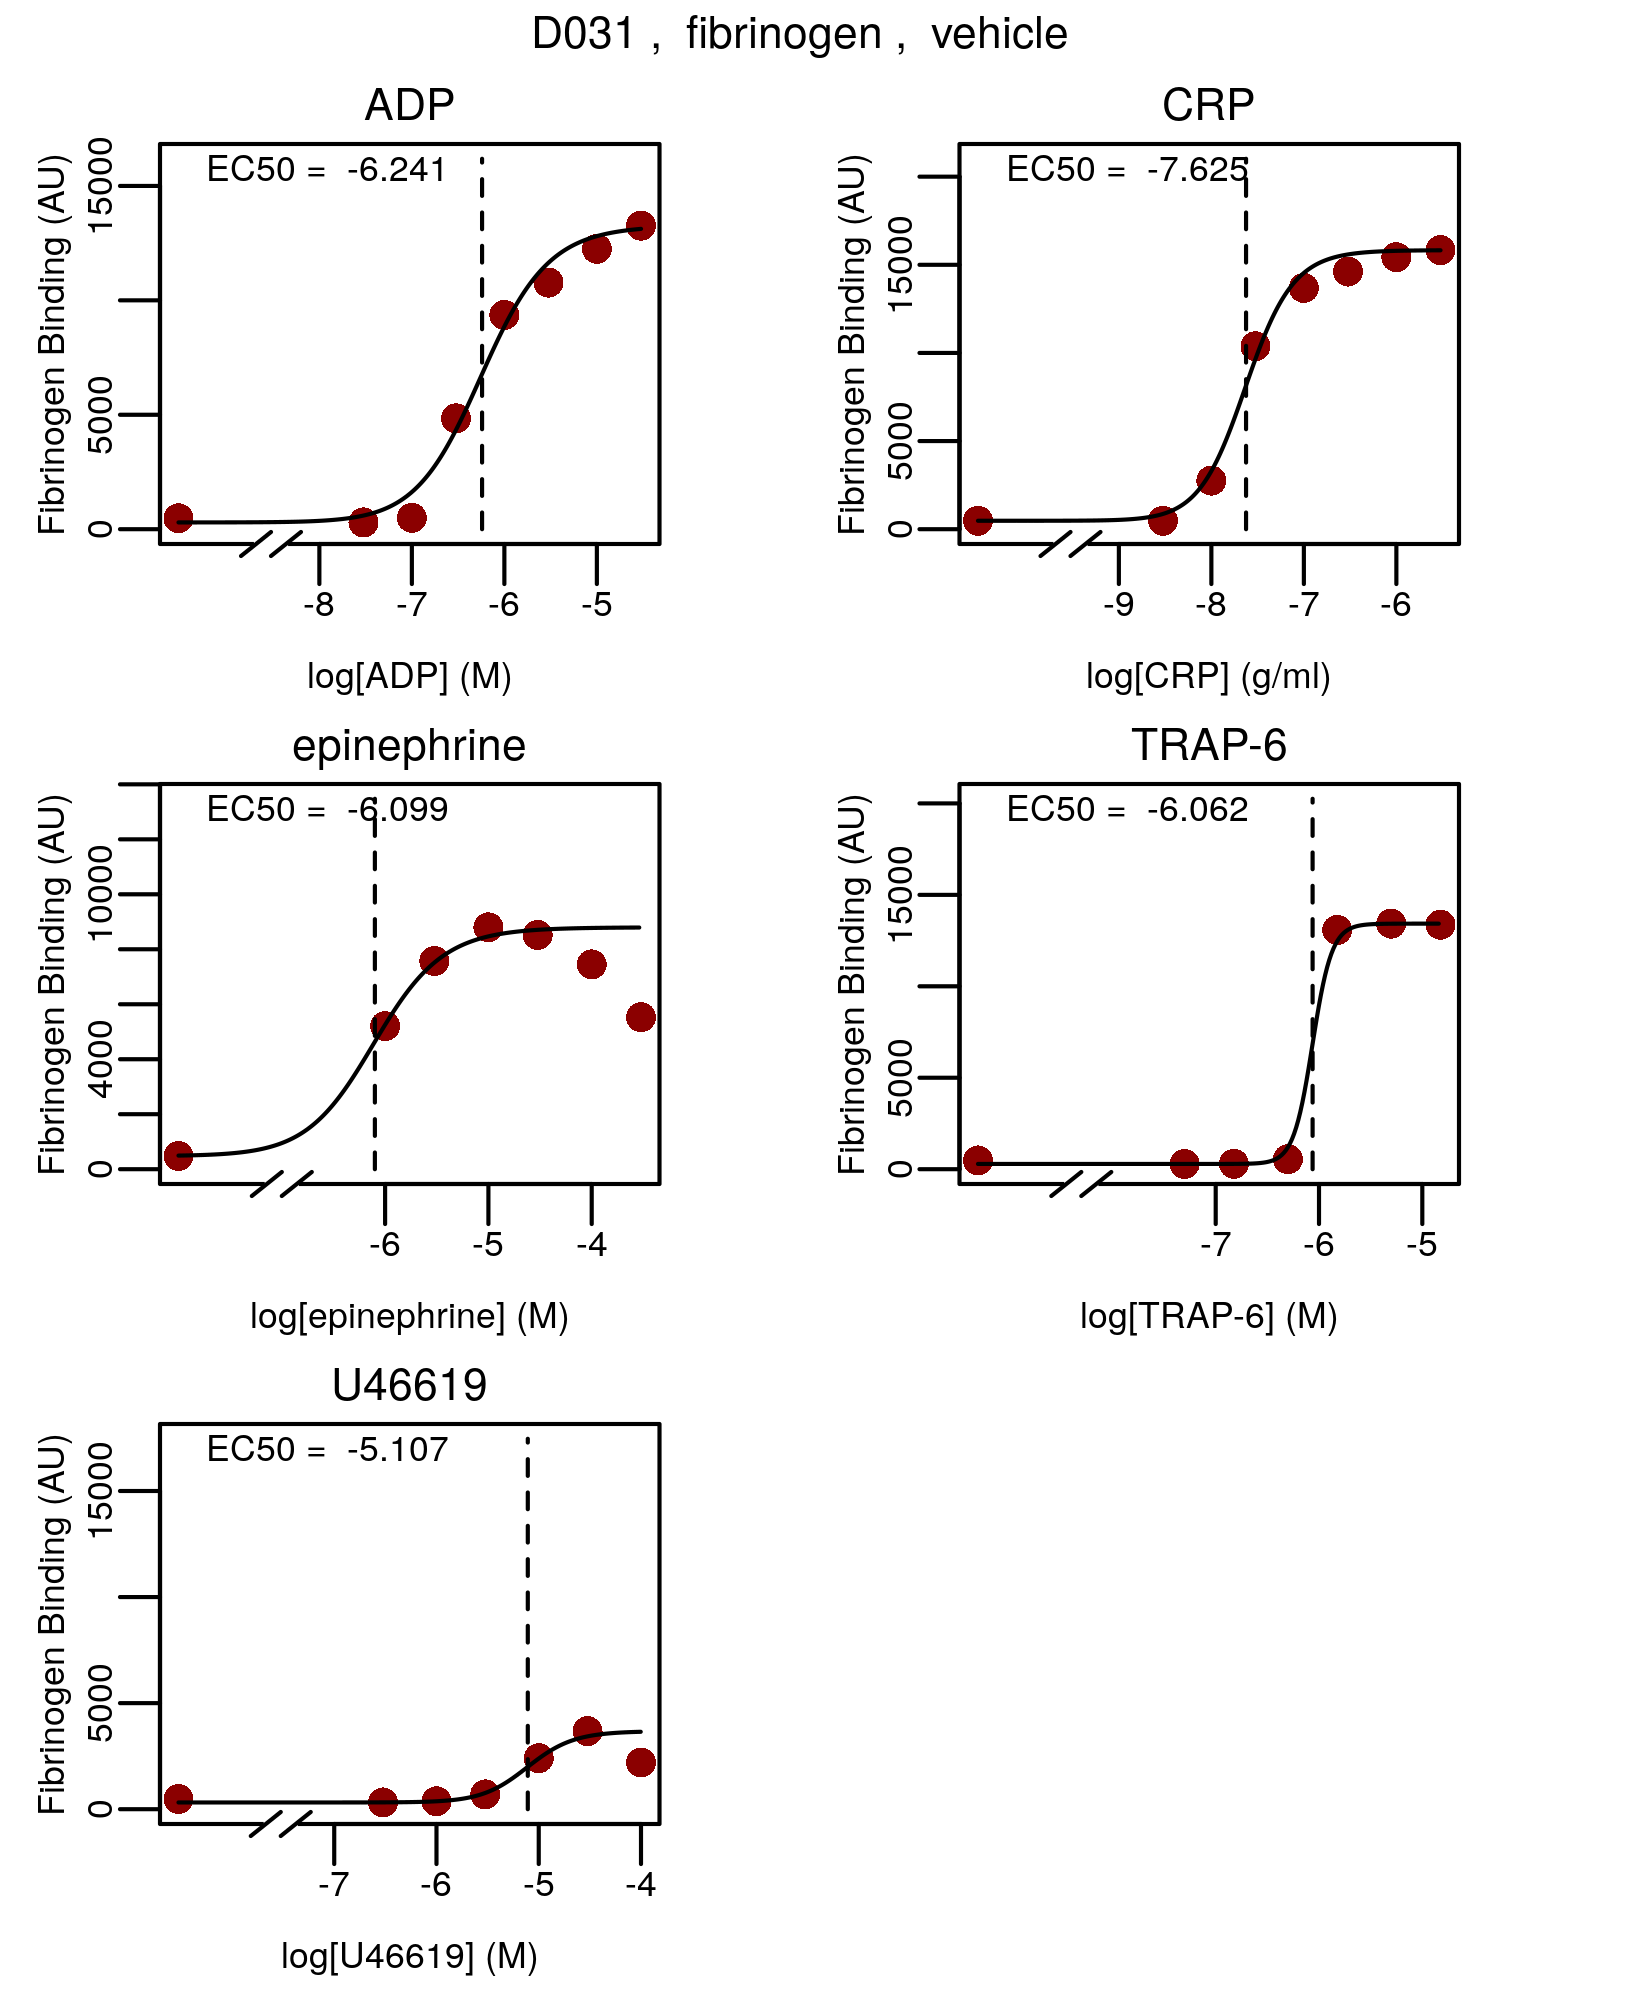 D031 ,  fibrinogen ,  vehicle
ADP
EC50 =  -6.241
Fibrinogen Binding (AU)
0
5000
15000
-8
-7
-6
-5
log[ADP] (M)
CRP
EC50 =  -7.625
Fibrinogen Binding (AU)
0
5000
15000
-9
-8
-7
-6
log[CRP] (g/ml)
epinephrine
EC50 =  -6.099
Fibrinogen Binding (AU)
0
4000
10000
-6
-5
-4
log[epinephrine] (M)
TRAP-6
EC50 =  -6.062
Fibrinogen Binding (AU)
0
5000
15000
-7
-6
-5
log[TRAP-6] (M)
U46619
EC50 =  -5.107
Fibrinogen Binding (AU)
0
5000
15000
-7
-6
-5
-4
log[U46619] (M)